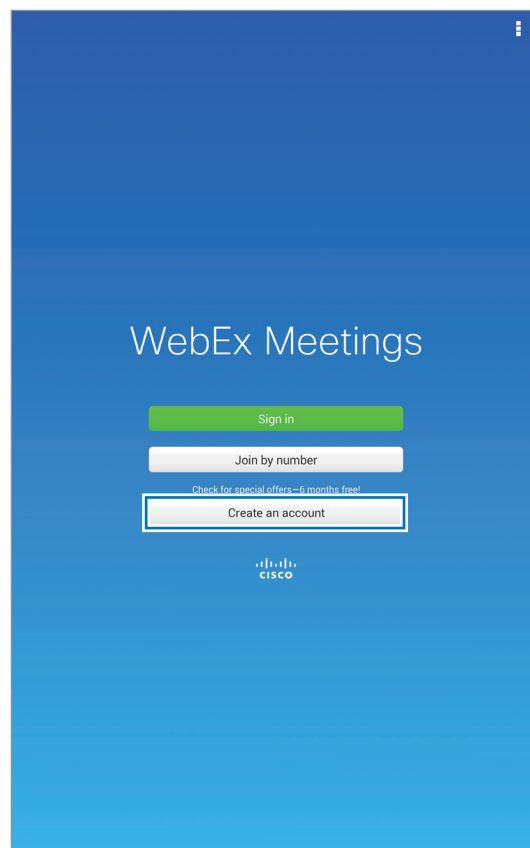 WebEx Meetings
Sign in
Join by number
Check for special offers—6 months free!
Create an account
CISCO